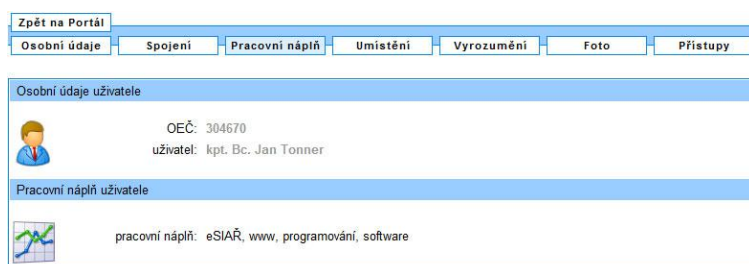 Zpět na Portál
Osobní údaje Spojení Pracovní náplň Umístění Vyrozumění Foto Přístupy
Osobní údaje uživatele
OEČ: 304670
uživatel: kpt. Bc. Jan Tonner
Pracovní náplň uživatele
pracovní náplň: eSIAŘ, www, programování, software